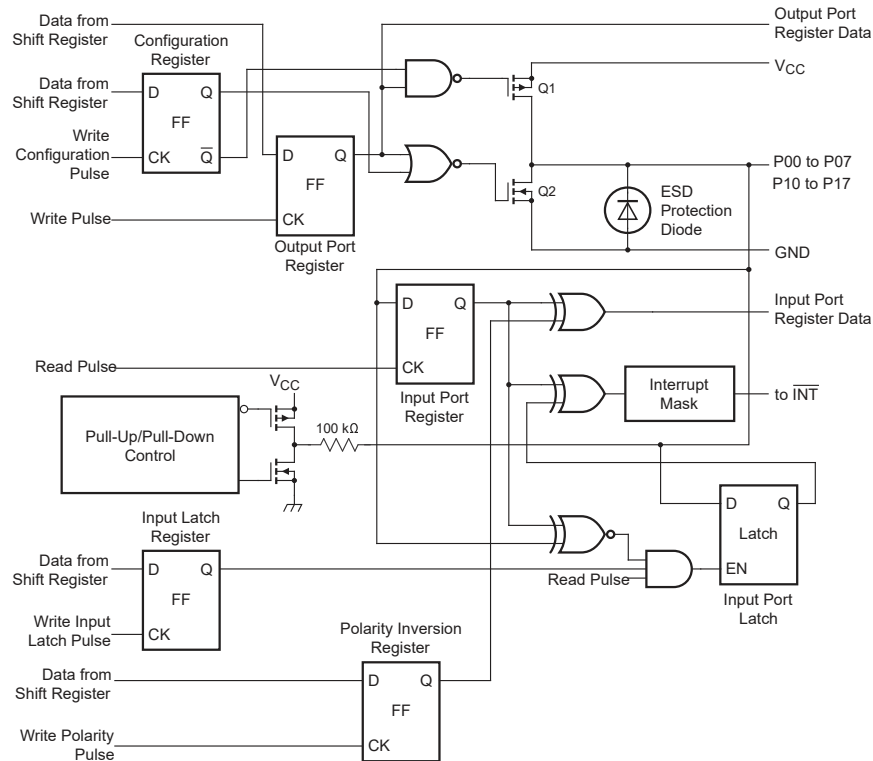 Data from
Shift Register
Configuration
Register
Output Port
Register Data
Data from
Shift Register
D
Q
FF
CK
Q
Write
Configuration
Pulse
Q1
VCC
D
Q
FF
CK
Output Port
Register
Write Pulse
Q2
P00 to P07
P10 to P17
ESD
Protection
Diode
GND
D
Q
FF
CK
Input Port
Register
Read Pulse
Input Port
Register Data
Interrupt
Mask
to INT
VCC
Pull-Up/Pull-Down
Control
100 kΩ
D
Q
Latch
EN
Input Port
Latch
Input Latch
Register
Data from
Shift Register
D
Q
FF
CK
Write Input
Latch Pulse
Read Pulse
Polarity Inversion
Register
Data from
Shift Register
D
Q
FF
CK
Write Polarity
Pulse